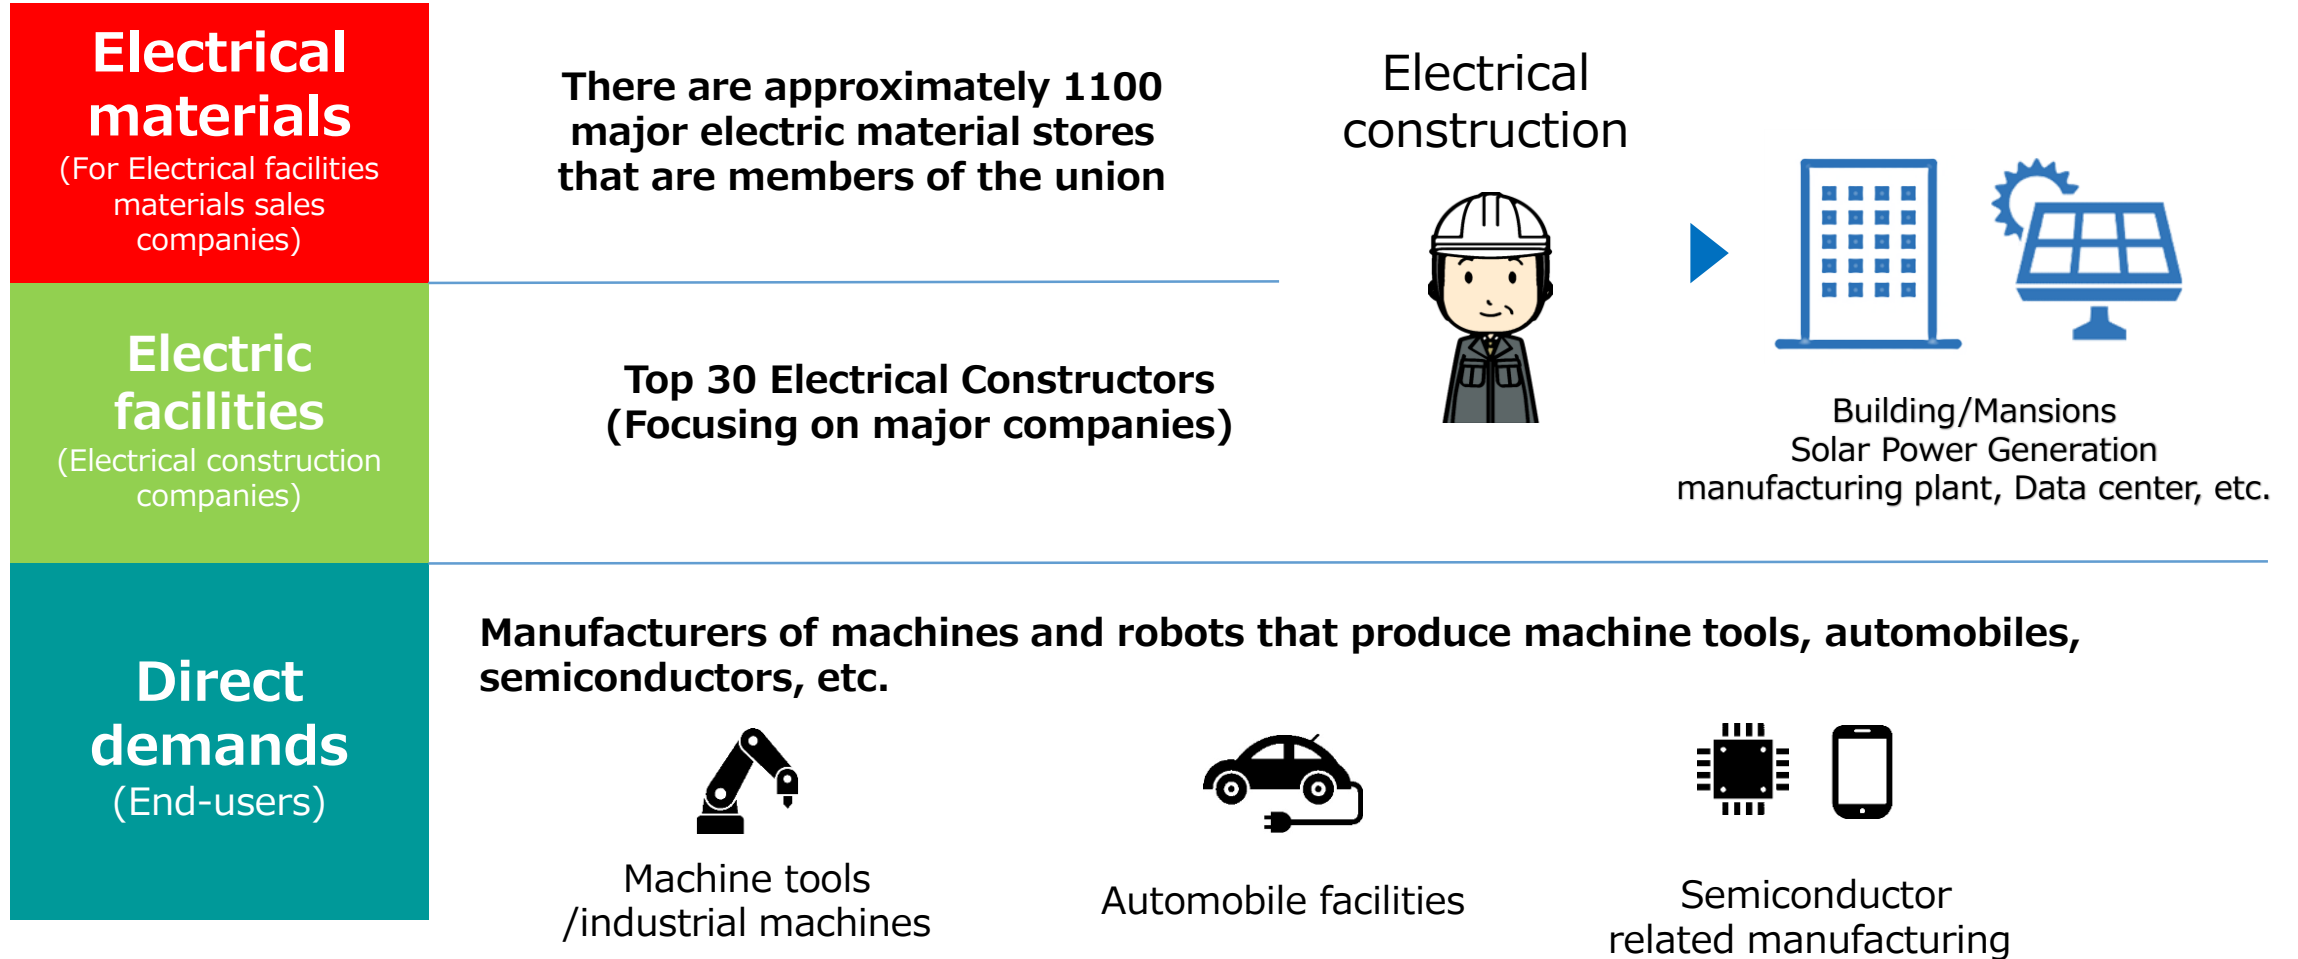 Electrical
materials
(For Electrical facilities
materials sales
companies)
There are approximately 1100
major electric material stores
that are members of the union
Electrical
construction
Electric
facilities
(Electrical construction
companies)
Top 30 Electrical Constructors
(Focusing on major companies)
Building/Mansions
Solar Power Generation
manufacturing plant, Data center, etc.
Direct
demands
(End-users)
Manufacturers of machines and robots that produce machine tools, automobiles,
semiconductors, etc.
Machine tools
/industrial machines
Automobile facilities
Semiconductor
related manufacturing